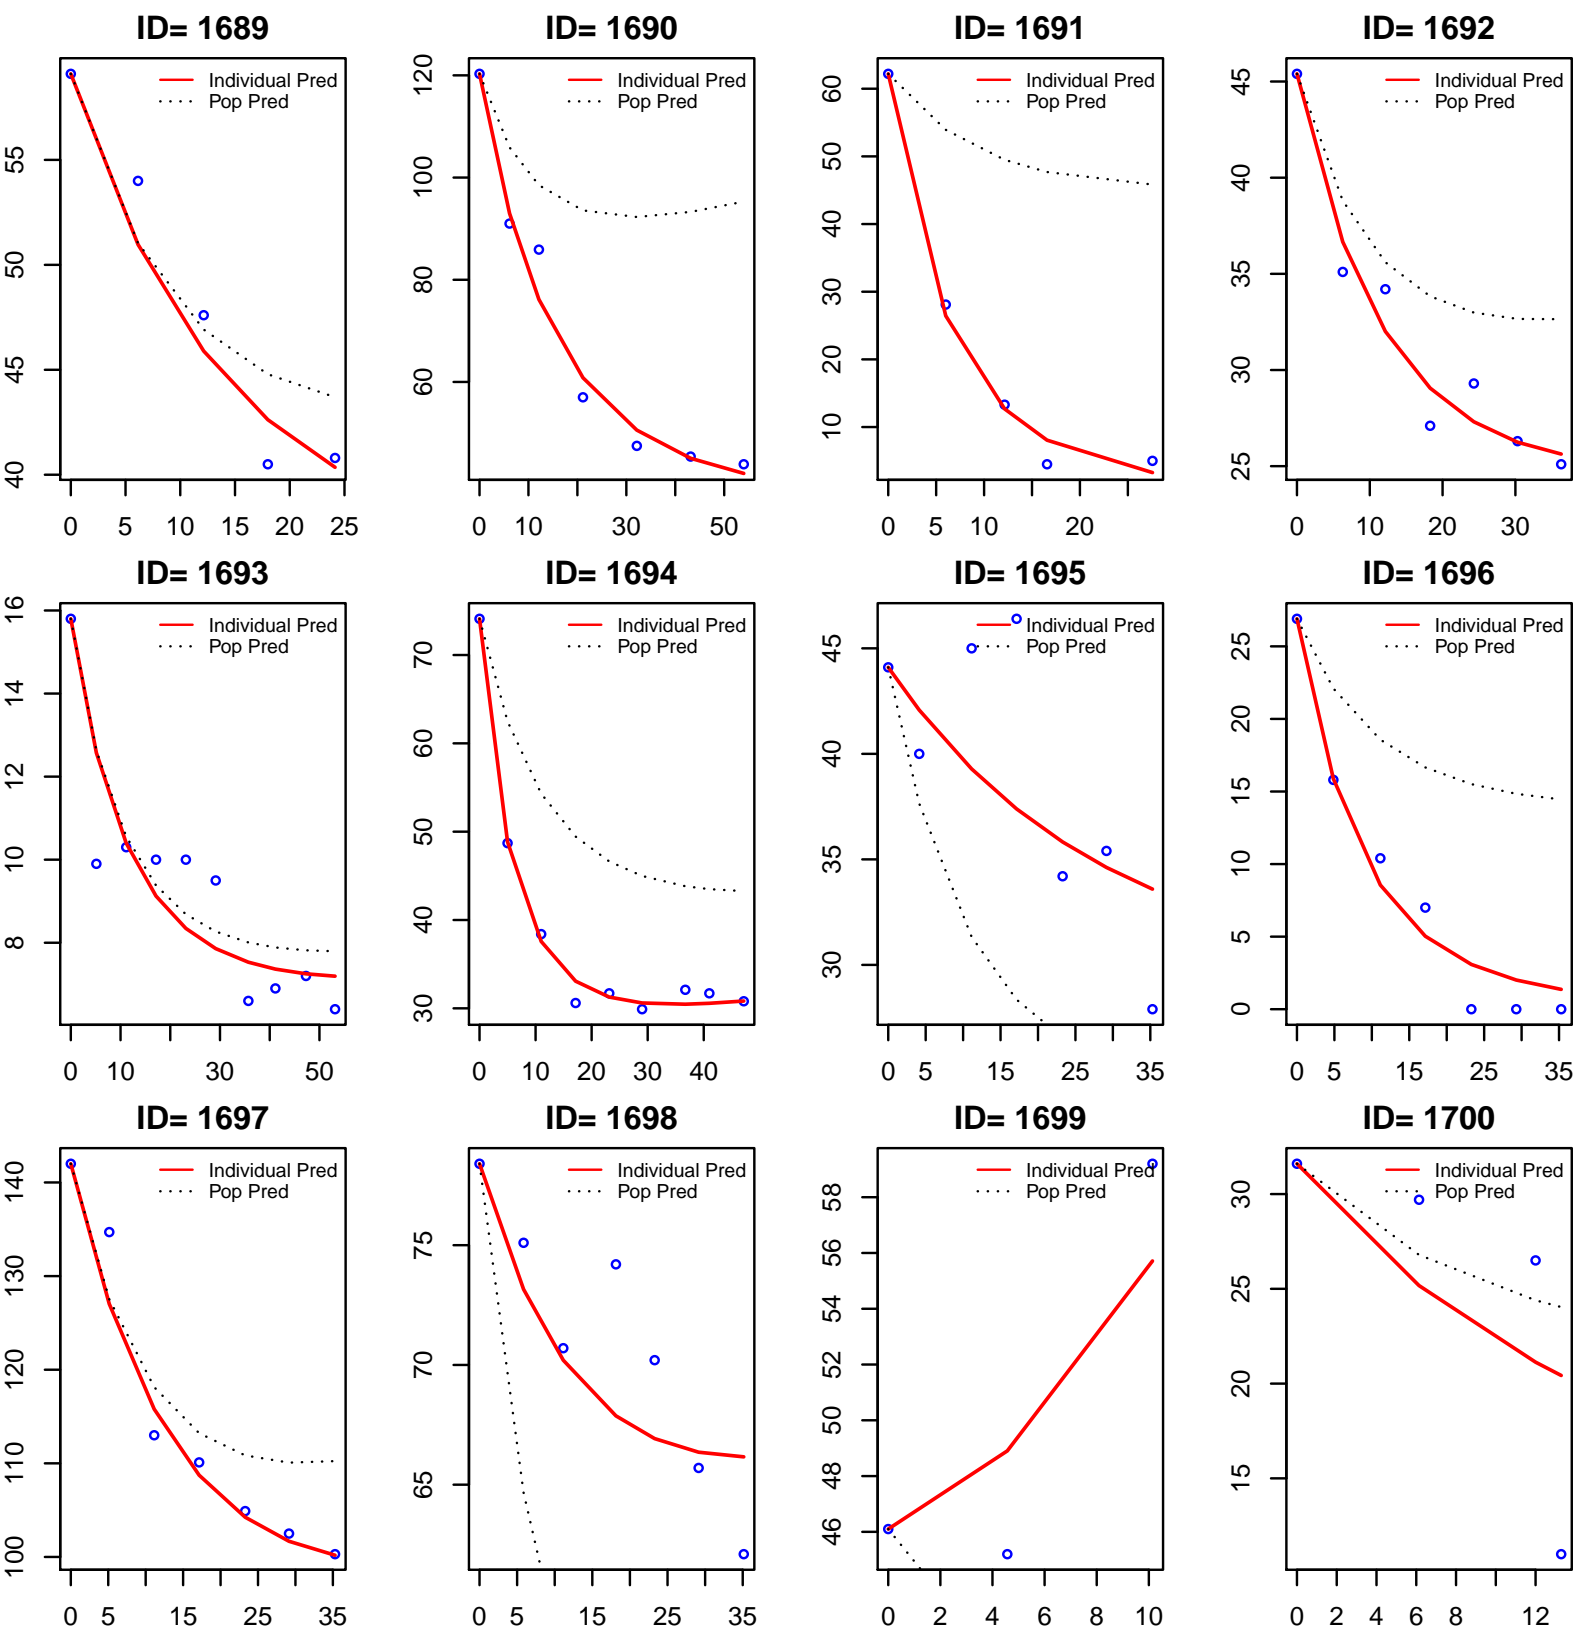 ID= 1689
Individual Pred
Pop Pred
40 45 50 55
0 5 10 15 20 25
ID= 1690
Individual Pred
Pop Pred
60 80 100 120
0 10 30 50
ID= 1691
Individual Pred
Pop Pred
10 20 30 40 50 60
0 5 10 20
ID= 1692
Individual Pred
Pop Pred
25 30 35 40 45
0 10 20 30
ID= 1693
Individual Pred
Pop Pred
8 10 12 14 16
0 10 30 50
ID= 1694
Individual Pred
Pop Pred
30 40 50 60 70
0 10 20 30 40
ID= 1695
Individual Pred
Pop Pred
30 35 40 45
0 5 15 25 35
ID= 1696
Individual Pred
Pop Pred
0 5 10 15 20 25
0 5 15 25 35
ID= 1697
Individual Pred
Pop Pred
100 110 120 130 140
0 5 15 25 35
ID= 1698
Individual Pred
Pop Pred
65 70 75
0 5 15 25 35
ID= 1699
Individual Pred
Pop Pred
46 48 50 52 54 56 58
0 2 4 6 8 10
ID= 1700
Individual Pred
Pop Pred
15 20 25 30
0 2 4 6 8 12